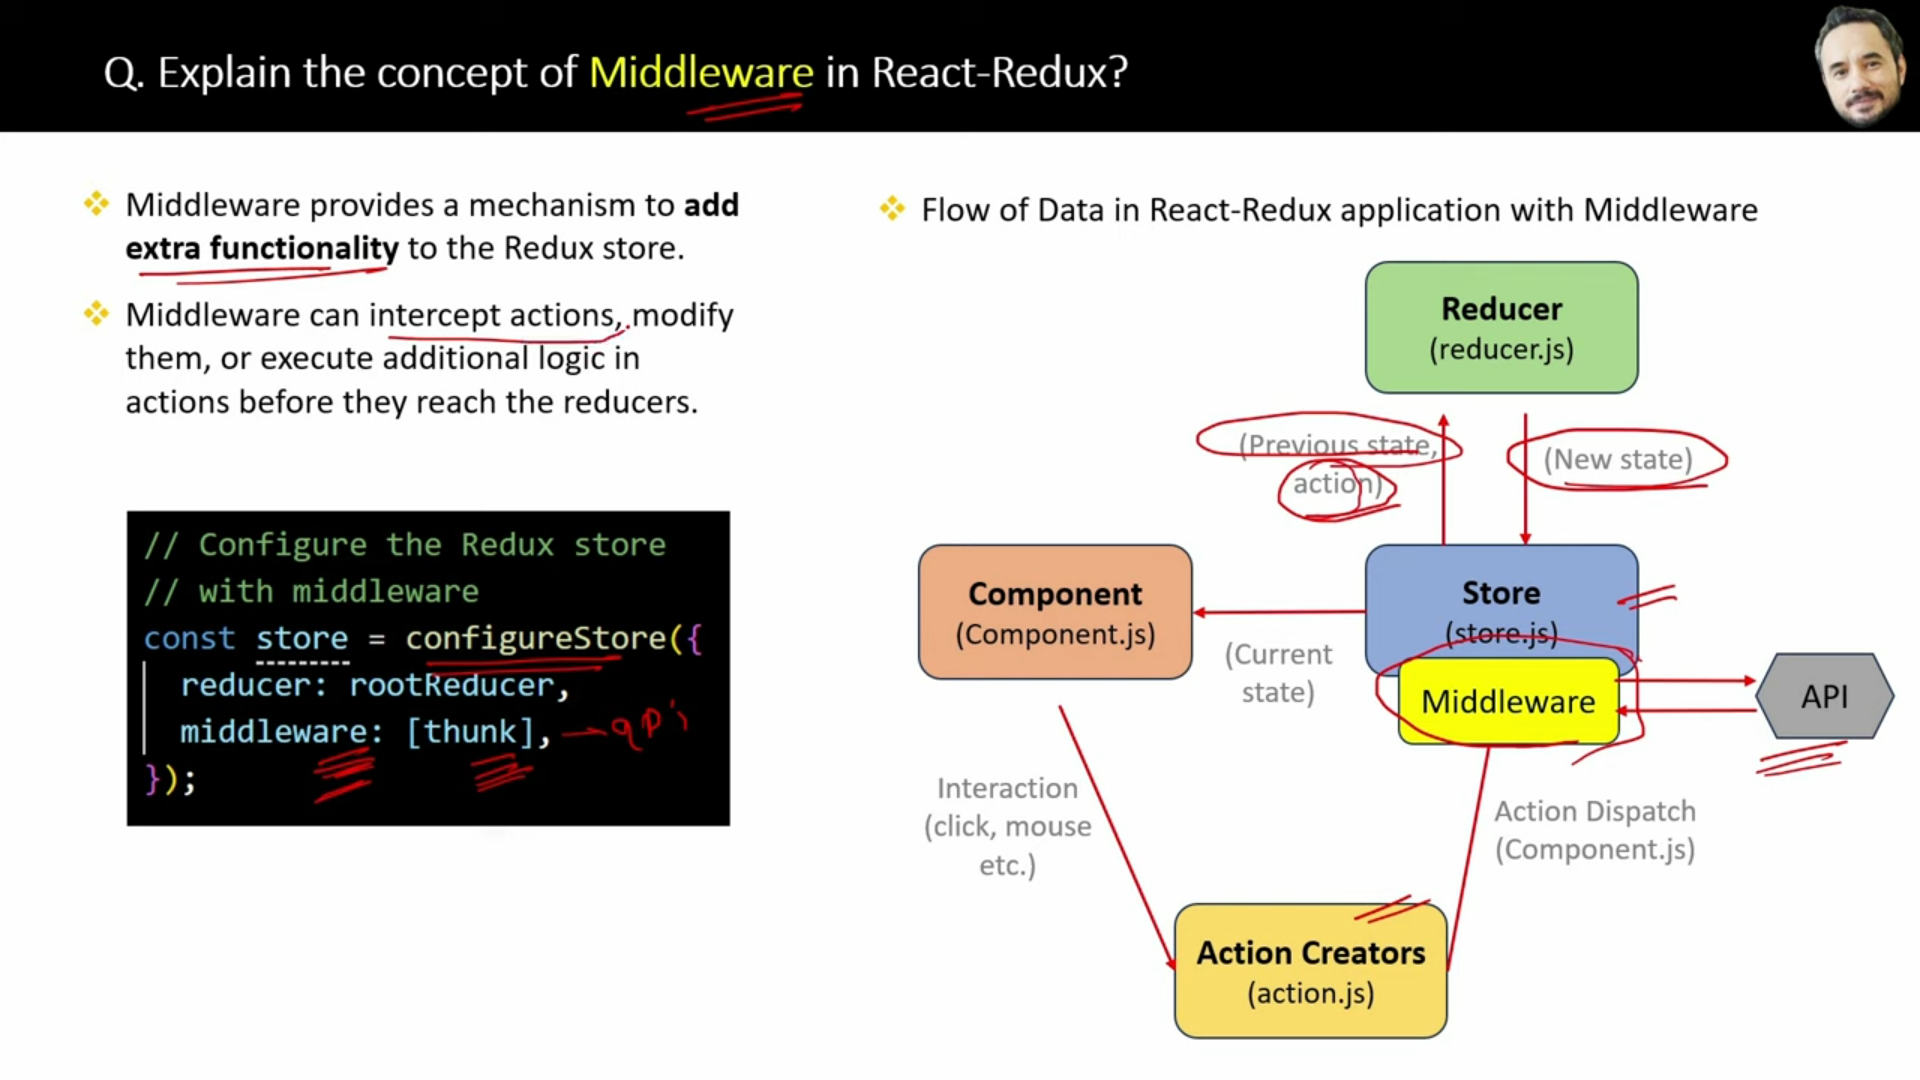 Q. Explain the concept of Middleware in React-Redux?
Middleware provides a mechanism to add
extra functionality to the Redux store.
Middleware can intercept actions, modify
them, or execute additional logic in
actions before they reach the reducers.
// Configure the Redux store
// with middleware
const store = configureStore({
reducer: rootReducer,
middleware: [thunk],
});
Flow of Data in React-Redux application with Middleware
Reducer
(reducer.js)
(Previous state,
action)
(New state)
Component
(Component.js)
Store
(store.js)
(Current
state)
Middleware
API
Interaction
(click, mouse
etc.)
Action Dispatch
(Component.js)
Action Creators
(action.js)